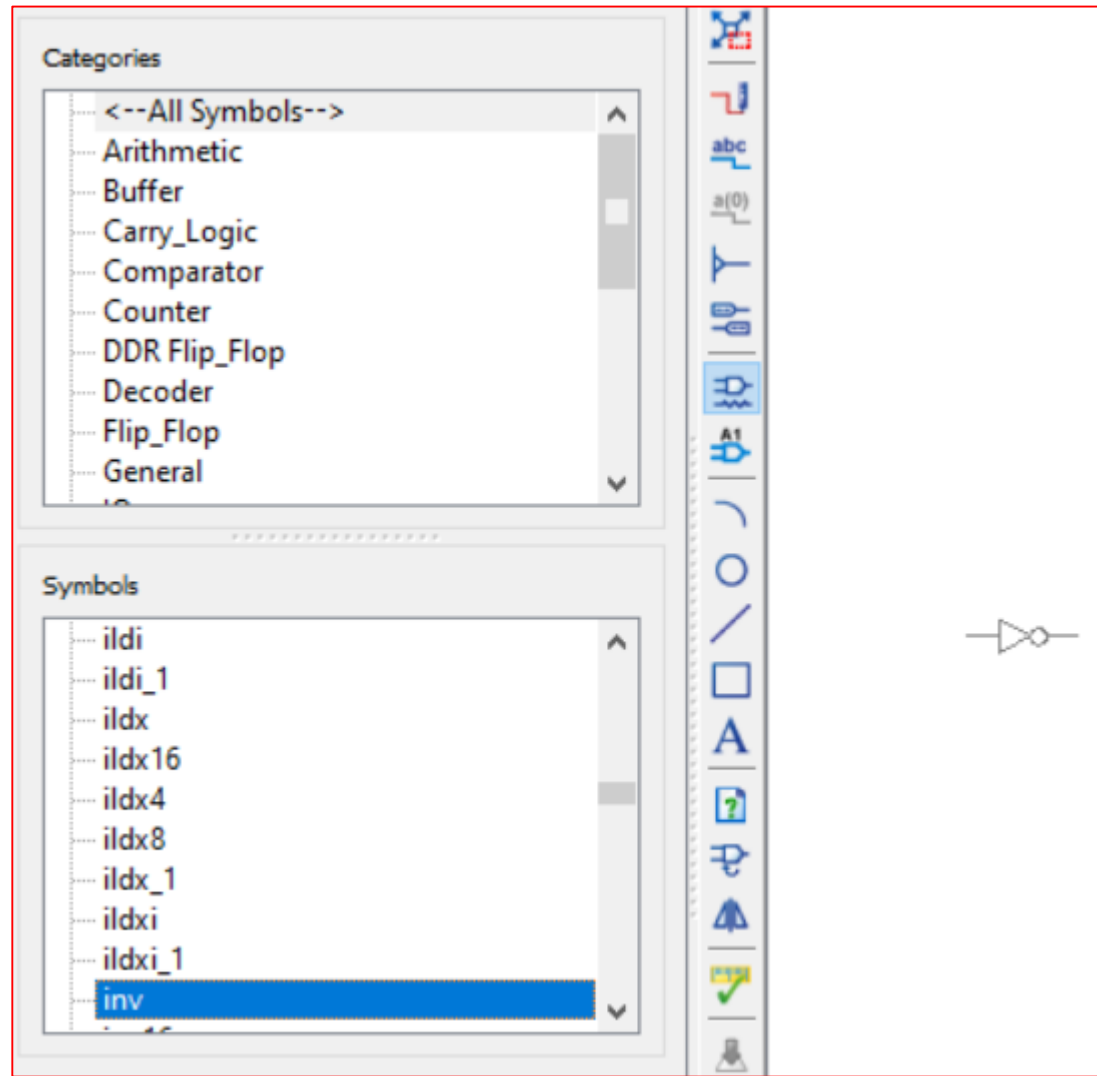 Categories
<--All Symbols-->
Arithmetic
Buffer
Carry_Logic
Comparator
Counter
DDR Flip_Flop
Decoder
Flip_Flop
General
Symbols
ildi
ildi_1
ildx
ildx16
ildx4
ildx8
ildx_1
ildxi
ildxi_1
inv
abc
a(0)
A1
A
?